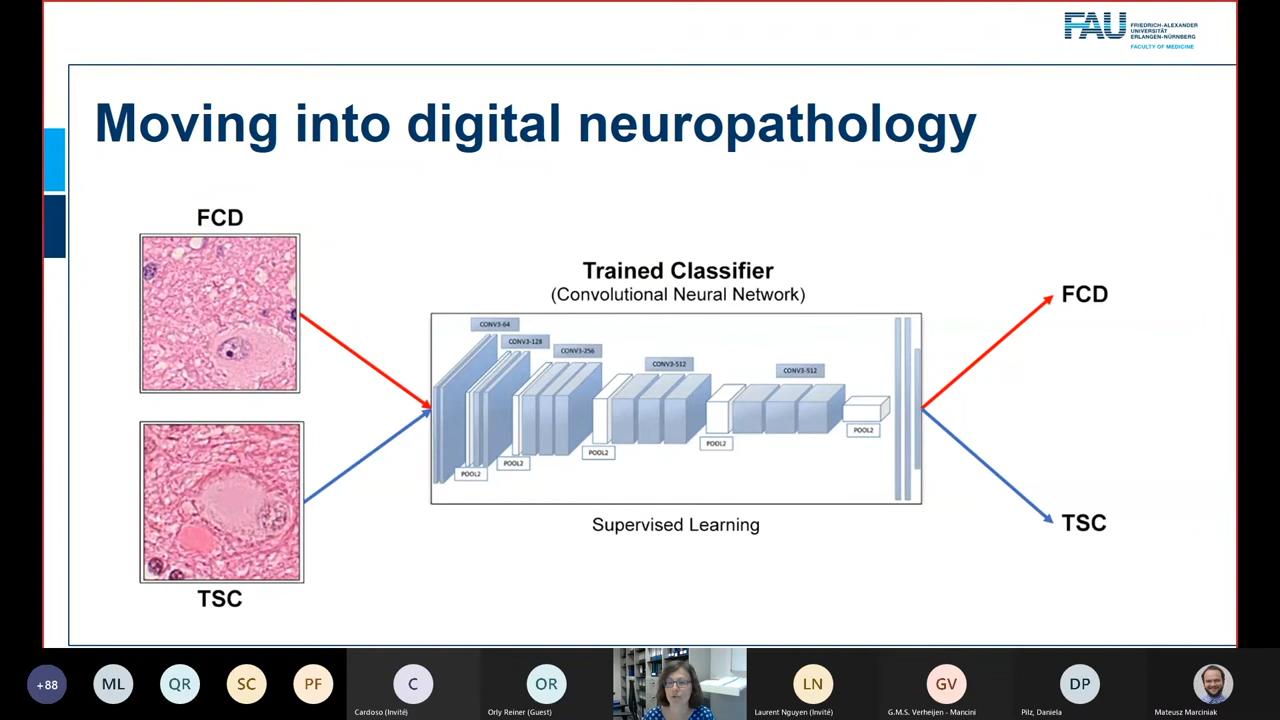 FAU
FRIEDRICH-ALEXANDER
UNIVERSITÄT
ERLANGEN-NÜRNBERG
FACULTY OF MEDICINE
Moving into digital neuropathology
FCD
TSC
Trained Classifier
(Convolutional Neural Network)
CONV3-64
CONV3-128
CONV3-256
CONV3-512
CONV3-512
POOL2
POOL2
POOL2
POOL2
POOL2
Supervised Learning
FCD
TSC
+88
ML
QR
SC
PF
C
Cardoso (Invité)
OR
Orly Reiner (Guest)
LN
Laurent Nguyen (Invité)
GV
G.M.S. Verheijen - Mancini
DP
Pilz, Daniela
Mateusz Marciniak